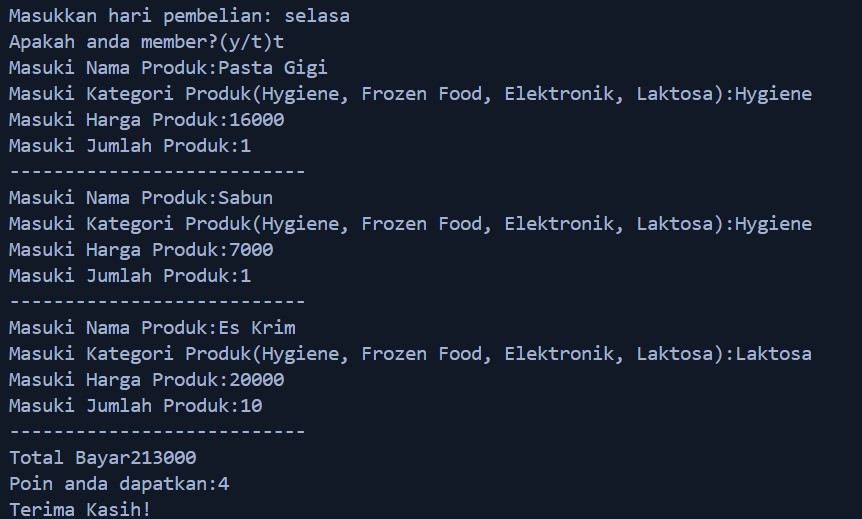 Masukkan hari pembelian: selasa
Apakah anda member?(y/t)t
Masuki Nama Produk:Pasta Gigi
Masuki Kategori Produk(Hygiene, Frozen Food, Elektronik, Laktosa):Hygiene
Masuki Harga Produk:16000
Masuki Jumlah Produk:1
---------------------------
Masuki Nama Produk:Sabun
Masuki Kategori Produk(Hygiene, Frozen Food, Elektronik, Laktosa):Hygiene
Masuki Harga Produk:7000
Masuki Jumlah Produk:1
---------------------------
Masuki Nama Produk:Es Krim
Masuki Kategori Produk(Hygiene, Frozen Food, Elektronik, Laktosa):Laktosa
Masuki Harga Produk:20000
Masuki Jumlah Produk:10
---------------------------
Total Bayar213000
Poin anda dapatkan:4
Terima Kasih!